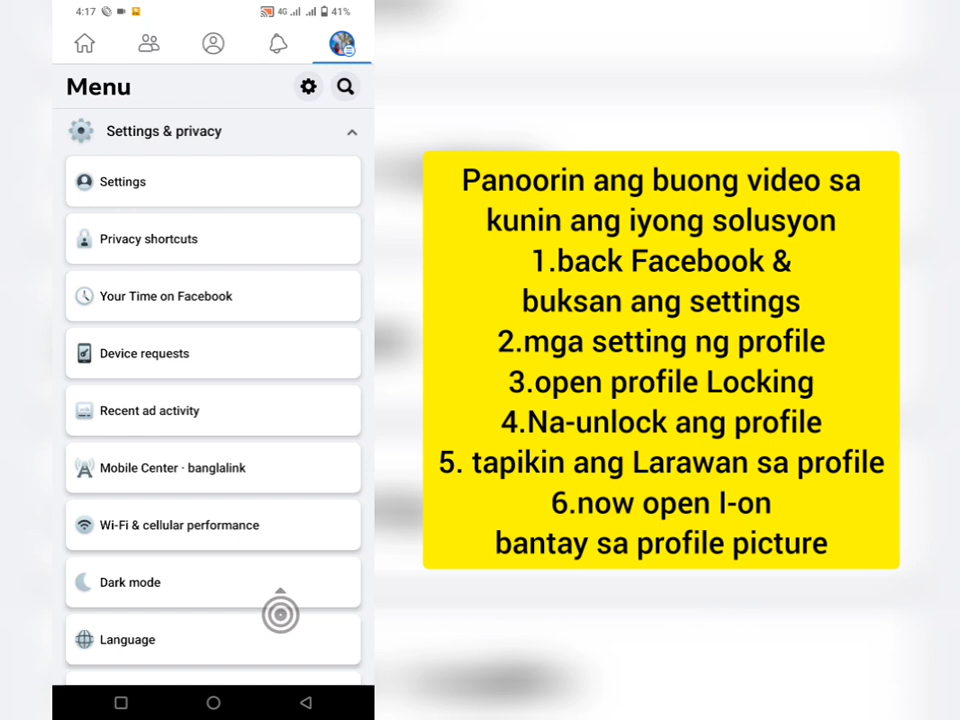 4:17
4G
41%
Menu
Settings & privacy
Settings
Privacy shortcuts
Your Time on Facebook
Device requests
Recent ad activity
Mobile Center · banglalink
Wi-Fi & cellular performance
Dark mode
Language
Panoorin ang buong video sa
kunin ang iyong solusyon
1.back Facebook &
buksan ang settings
2.mga setting ng profile
3.open profile Locking
4.Na-unlock ang profile
5. tapikin ang Larawan sa profile
6.now open I-on
bantay sa profile picture